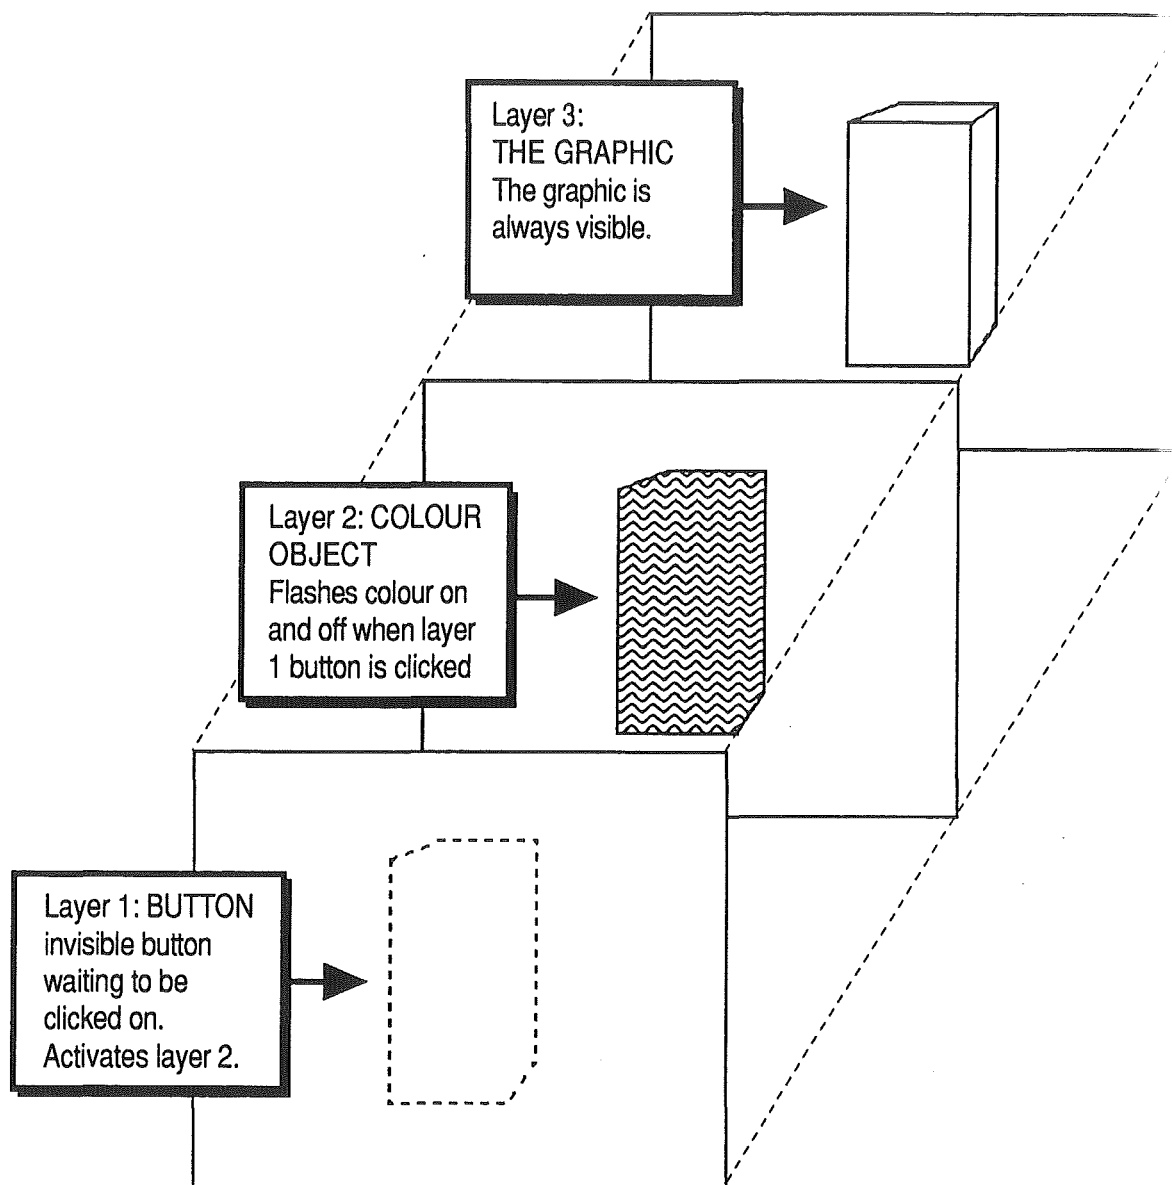 Layer 3:
THE GRAPHIC
The graphic is
always visible.
Layer 2: COLOUR
OBJECT
Flashes colour on
and off when layer
1 button is clicked
Layer 1: BUTTON
invisible button
waiting to be
clicked on.
Activates layer 2.